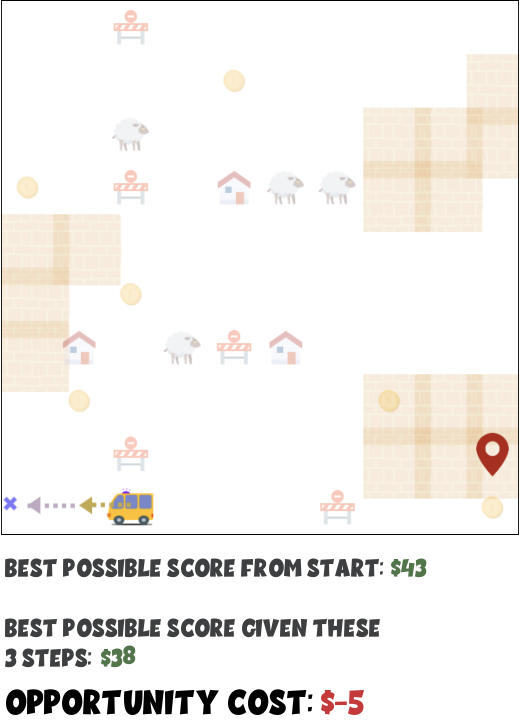 BEST POSSIBLE SCORE FROM START: $43
BEST POSSIBLE SCORE GIVEN THESE
3 STEPS: $38
OPPORTUNITY COST: $-5